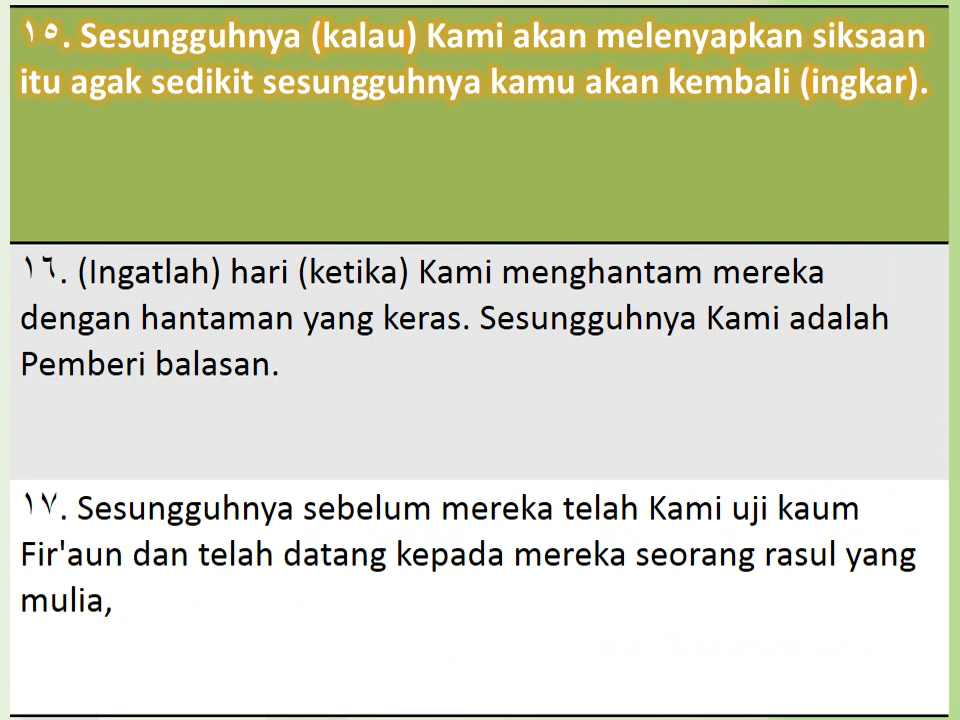 ١٥. Sesungguhnya (kalau) Kami akan melenyapkan siksaan
itu agak sedikit sesungguhnya kamu akan kembali (ingkar).
١٦. (Ingatlah) hari (ketika) Kami menghantam mereka
dengan hantaman yang keras. Sesungguhnya Kami adalah
Pemberi balasan.
١٧. Sesungguhnya sebelum mereka telah Kami uji kaum
Fir'aun dan telah datang kepada mereka seorang rasul yang
mulia,